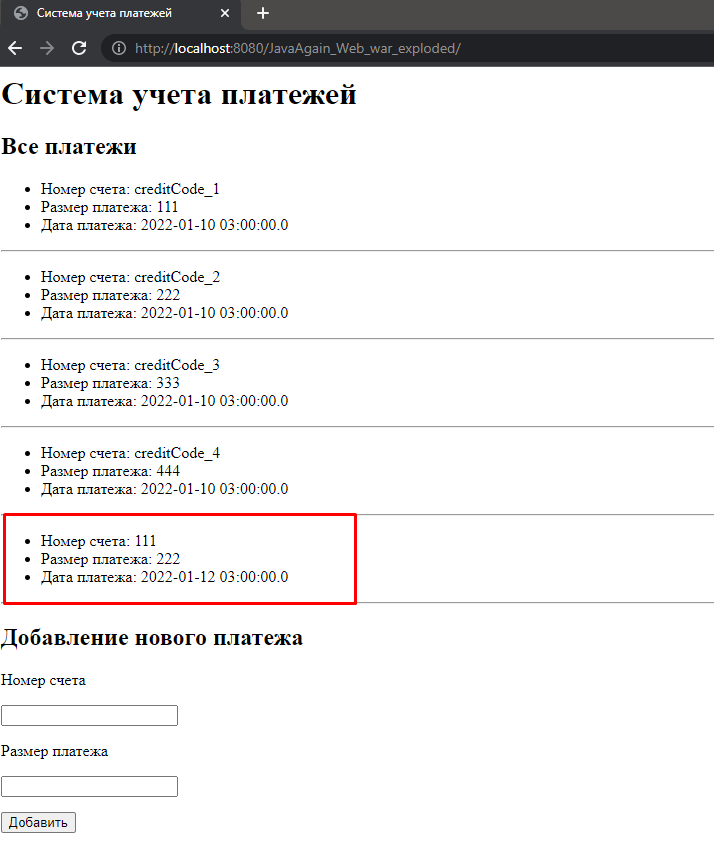 Система учета платежей
http://localhost:8080/JavaAgain_Web_war_exploded/
Система учета платежей
Все платежи
Номер счета: creditCode_1
Размер платежа: 111
Дата платежа: 2022-01-10 03:00:00.0
Номер счета: creditCode_2
Размер платежа: 222
Дата платежа: 2022-01-10 03:00:00.0
Номер счета: creditCode_3
Размер платежа: 333
Дата платежа: 2022-01-10 03:00:00.0
Номер счета: creditCode_4
Размер платежа: 444
Дата платежа: 2022-01-10 03:00:00.0
Номер счета: 111
Размер платежа: 222
Дата платежа: 2022-01-12 03:00:00.0
Добавление нового платежа
Номер счета
Размер платежа
Добавить